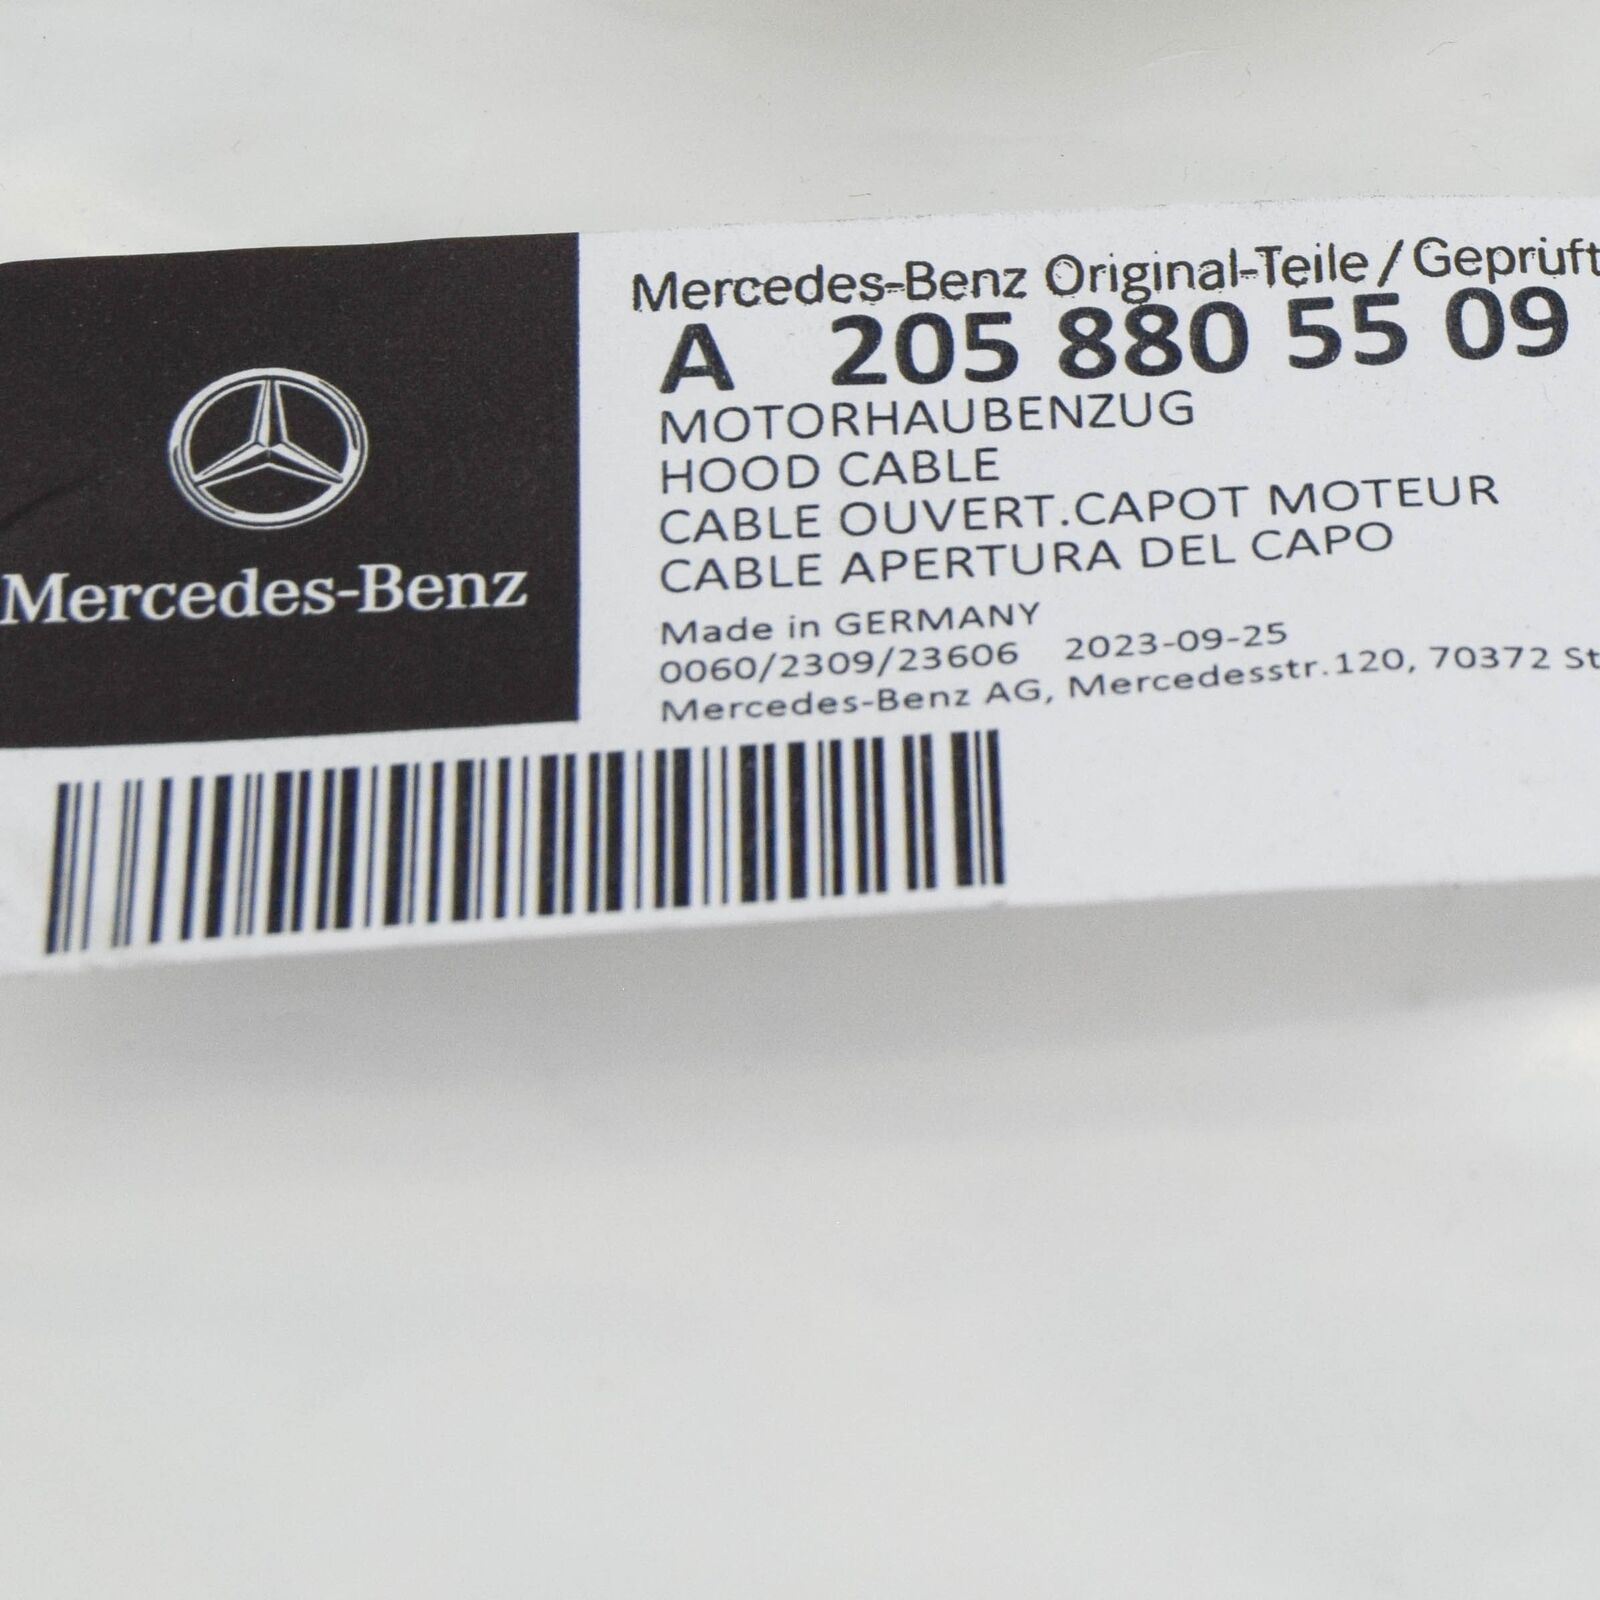 Mercedes-Benz
Mercedes-Benz Original-Teile/Geprüft
A 205 880 55 09
MOTORHAUBENZUG
HOOD CABLE
CABLE OUVERT.CAPOT MOTEUR
CABLE APERTURA DEL CAPO
Made in GERMANY
0060/2309/23606 2023-09-25
Mercedes-Benz AG, Mercedesstr.120, 70372 St